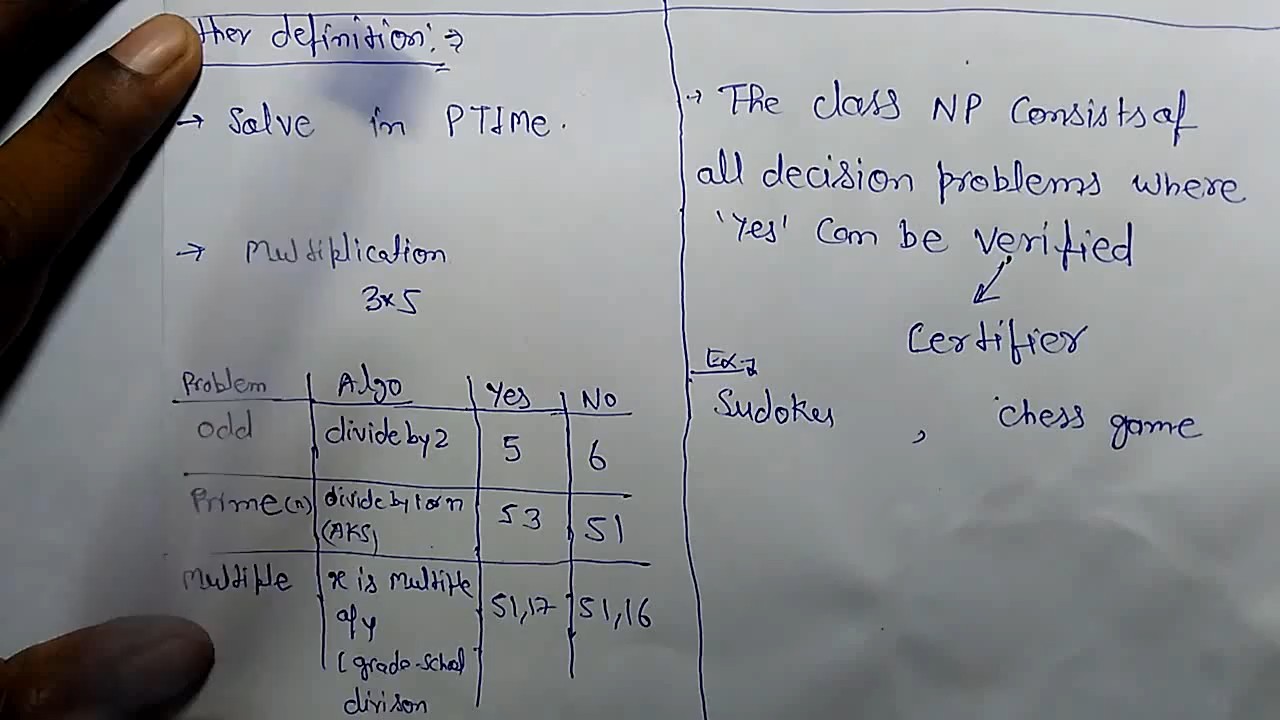 ther definition :⇒
→ Solve in PTIMe.
→ Multiplication
3×5
Problem Algo Yes No
odd divide by 2 5 6
Prime(n) divide by 1 or n (AKS) 53 51
Multiple x is multiple of y [grade-school divison 51,17 51,16
→ The class NP consists of
all decision problems where
'Yes' can be verified
Certifier
Ex→
Sudoku , chess game